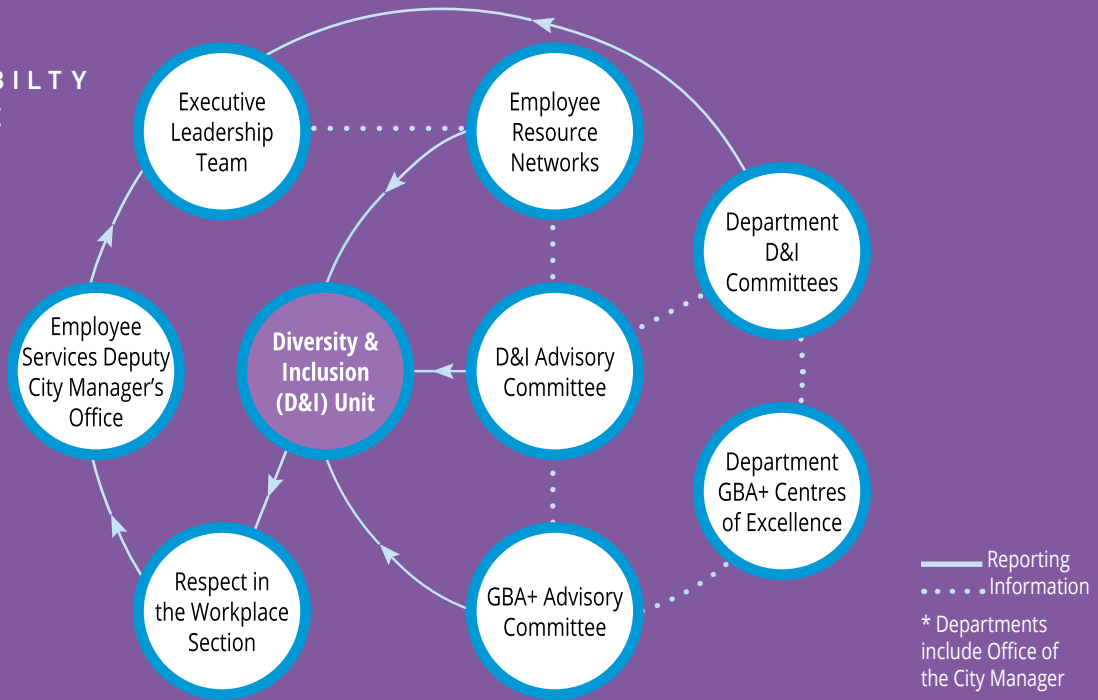 BILTY
Executive
Leadership
Team
Employee
Resource
Networks
Department
D&I
Committees
Employee
Services Deputy
City Manager’s
Office
Diversity &
Inclusion
(D&I) Unit
D&I Advisory
Committee
Department
GBA+ Centres
of Excellence
Respect in
the Workplace
Section
GBA+ Advisory
Committee
Reporting
Information
* Departments
include Office of
the City Manager